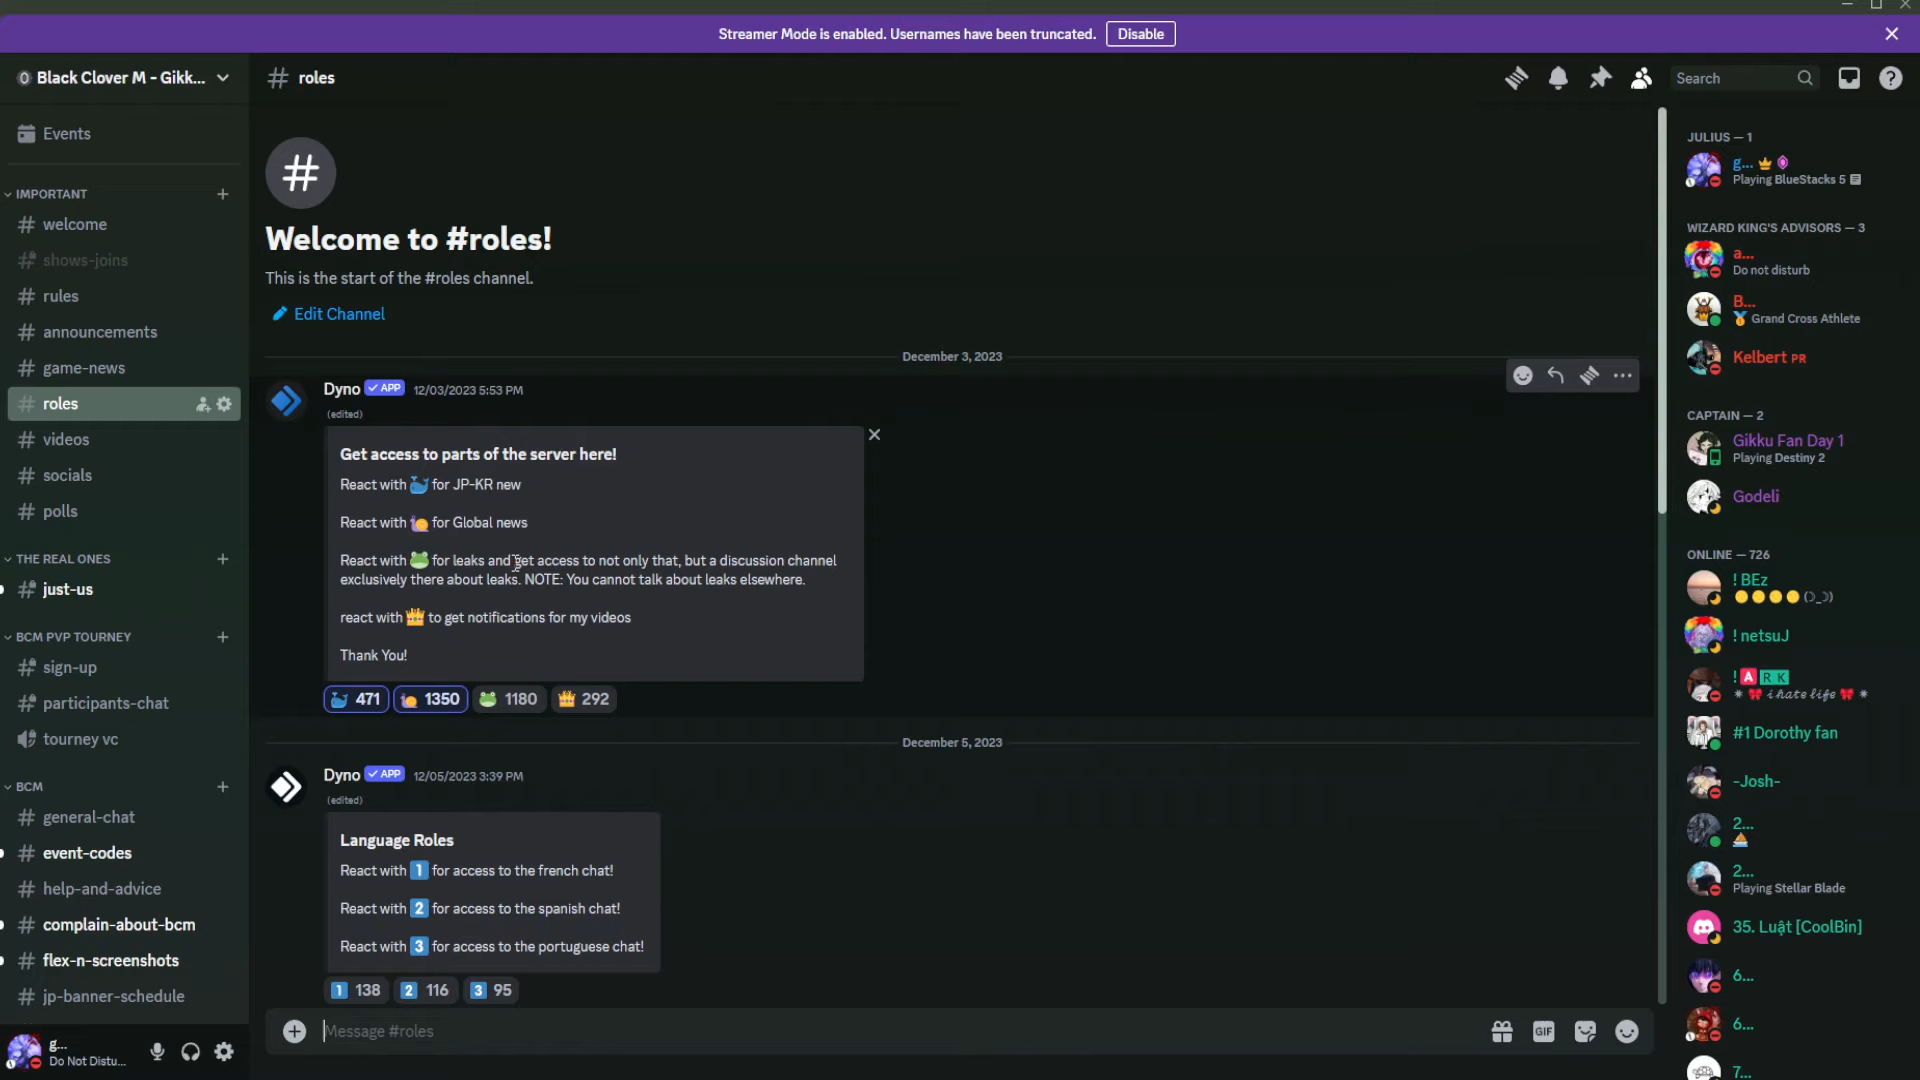 Streamer Mode is enabled. Usernames have been truncated. Disable
Black Clover M - Gikk...
Events
IMPORTANT
welcome
shows-joins
rules
announcements
game-news
roles
videos
socials
polls
THE REAL ONES
just-us
BCM PVP TOURNEY
sign-up
participants-chat
tourney vc
BCM
general-chat
event-codes
help-and-advice
complain-about-bcm
flex-n-screenshots
jp-banner-schedule
g...
Do Not Distu...
# roles
Search
#
Welcome to #roles!
This is the start of the #roles channel.
Edit Channel
December 3, 2023
Dyno ✓ APP 12/03/2023 5:53 PM
(edited)
Get access to parts of the server here!
React with 🐳 for JP-KR new
React with 🐌 for Global news
React with 🐸 for leaks and get access to not only that, but a discussion channel
exclusively there about leaks. NOTE: You cannot talk about leaks elsewhere.
react with 👑 to get notifications for my videos
Thank You!
🐳 471 🐌 1350 🐸 1180 👑 292
December 5, 2023
Dyno ✓ APP 12/05/2023 3:39 PM
(edited)
Language Roles
React with 1 for access to the french chat!
React with 2 for access to the spanish chat!
React with 3 for access to the portuguese chat!
1 138 2 116 3 95
Message #roles
GIF
JULIUS — 1
g...
Playing BlueStacks 5
WIZARD KING'S ADVISORS — 3
a...
Do not disturb
B...
Grand Cross Athlete
Kelbert PR
CAPTAIN — 2
Gikku Fan Day 1
Playing Destiny 2
Godeli
ONLINE — 726
! BEz
! netsuJ
! A R K
* 🎀 i hate life 🎀 *
#1 Dorothy fan
-Josh-
2...
2...
Playing Stellar Blade
35. Luật [CoolBin]
6...
6...
7...